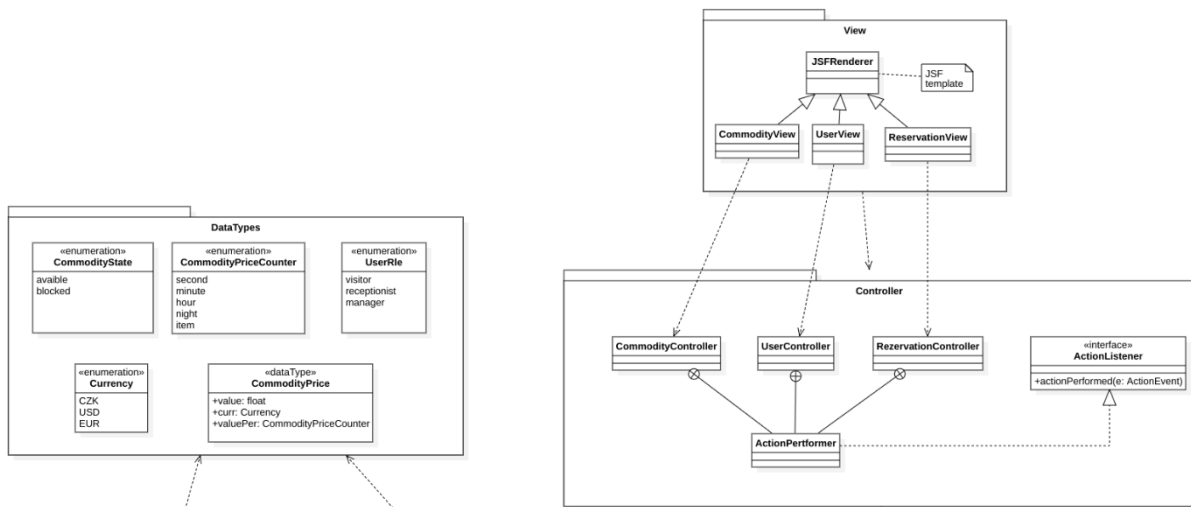 View
JSFRenderer
JSF
template
CommodityView
UserView
ReservationView
DataTypes
«enumeration»
CommodityState
avaible
blocked
«enumeration»
CommodityPriceCounter
second
minute
hour
night
item
«enumeration»
UserRle
visitor
receptionist
manager
«enumeration»
Currency
CZK
USD
EUR
«dataType»
CommodityPrice
+value: float
+curr: Currency
+valuePer: CommodityPriceCounter
Controller
CommodityController
UserController
RezervationController
«interface»
ActionListener
+actionPerformed(e: ActionEvent)
ActionPertformer